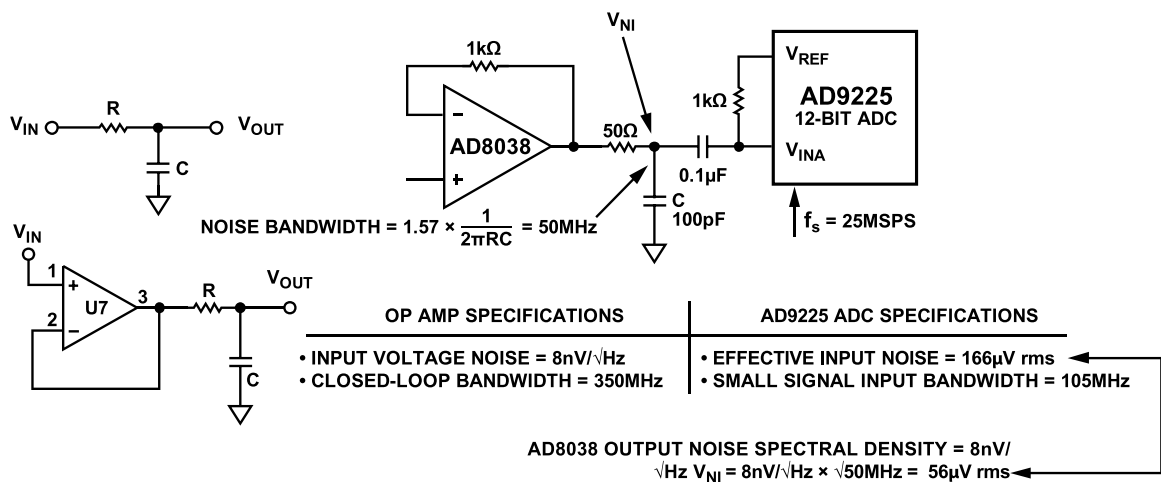 V_NI
1kΩ
AD8038
−
+
50Ω
0.1µF
C
100pF
1kΩ
V_REF
AD9225
12-BIT ADC
V_INA
f_s = 25MSPS
V_IN
R
V_OUT
C
NOISE BANDWIDTH = 1.57 × 1/2πRC = 50MHz
V_IN
1
+
U7
3
2
−
R
V_OUT
C
OP AMP SPECIFICATIONS
• INPUT VOLTAGE NOISE = 8nV/√Hz
• CLOSED-LOOP BANDWIDTH = 350MHz
AD9225 ADC SPECIFICATIONS
• EFFECTIVE INPUT NOISE = 166µV rms
• SMALL SIGNAL INPUT BANDWIDTH = 105MHz
AD8038 OUTPUT NOISE SPECTRAL DENSITY = 8nV/
√Hz V_NI = 8nV/√Hz × √50MHz = 56µV rms